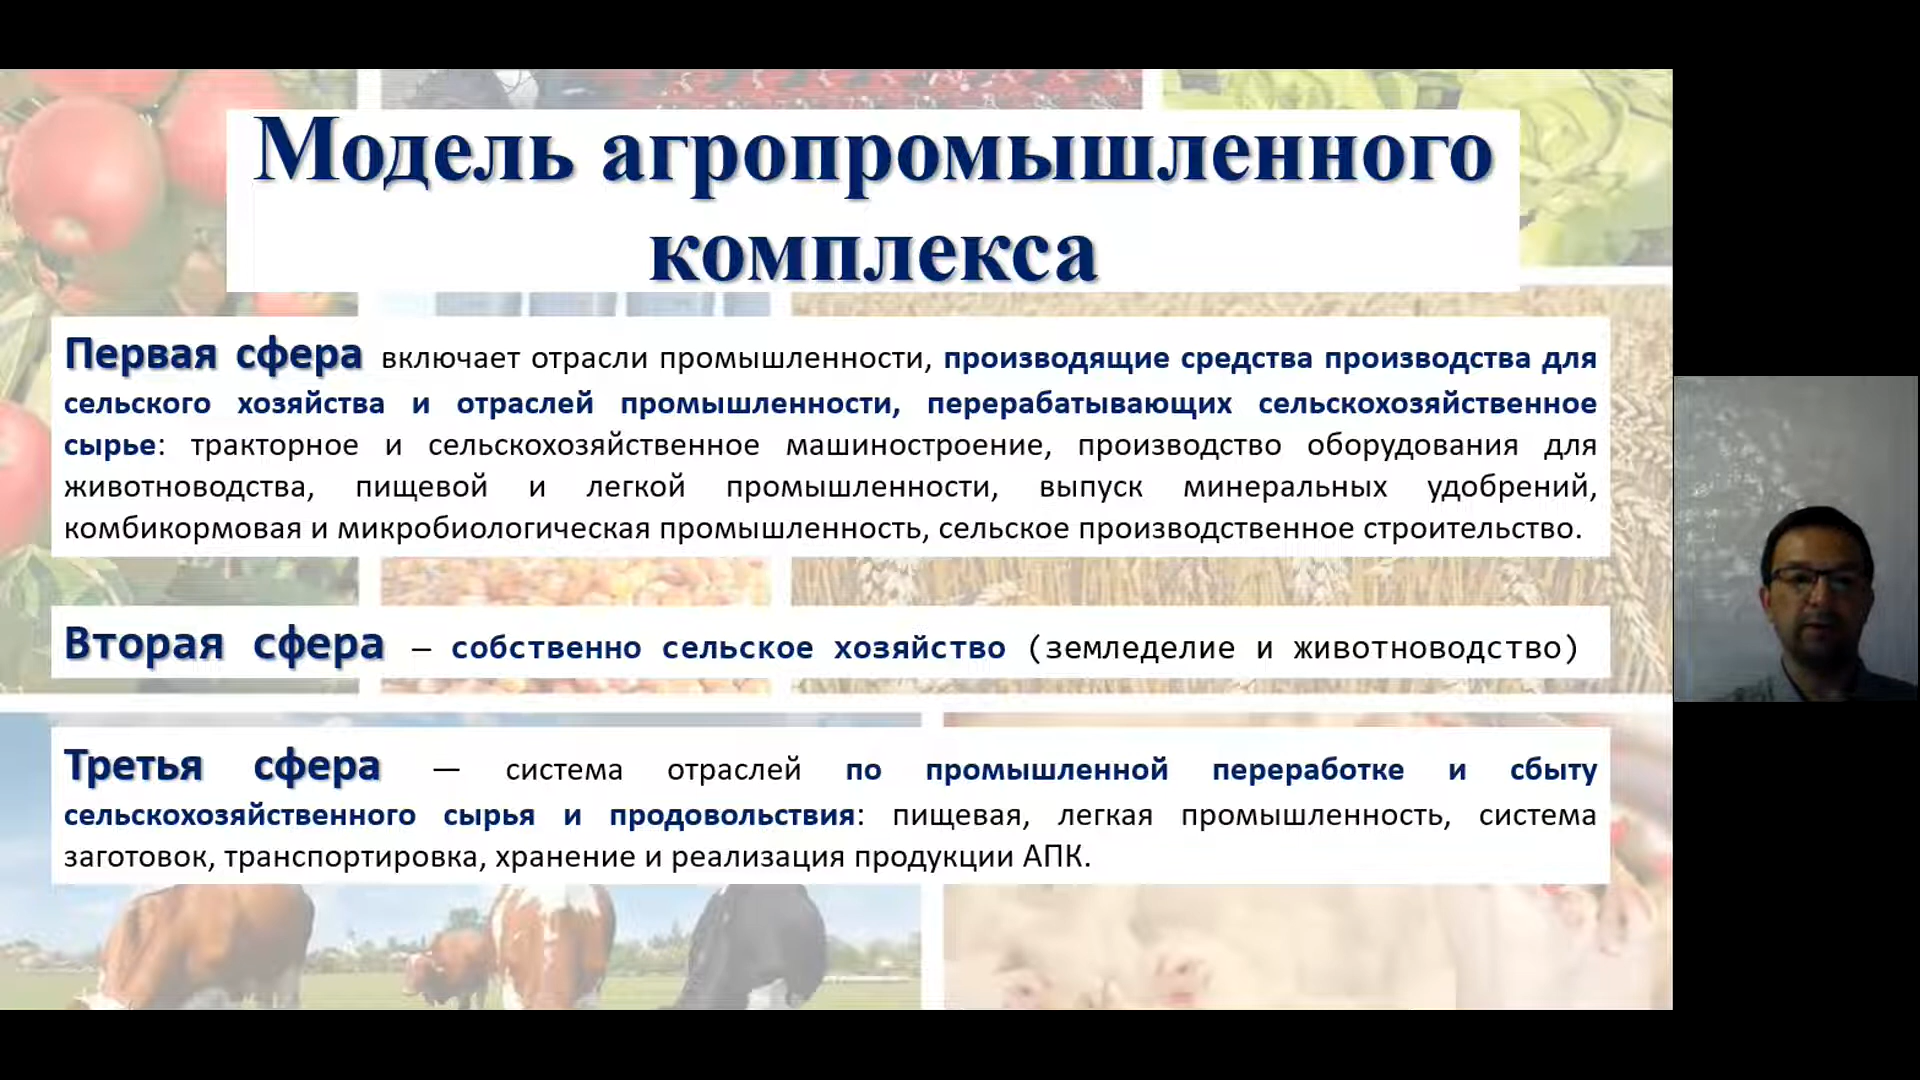 Модель агропромышленного
комплекса
Первая сфера включает отрасли промышленности, производящие средства производства для
сельского хозяйства и отраслей промышленности, перерабатывающих сельскохозяйственное
сырье: тракторное и сельскохозяйственное машиностроение, производство оборудования для
животноводства, пищевой и легкой промышленности, выпуск минеральных удобрений,
комбикормовая и микробиологическая промышленность, сельское производственное строительство.
Вторая сфера – собственно сельское хозяйство (земледелие и животноводство)
Третья сфера — система отраслей по промышленной переработке и сбыту
сельскохозяйственного сырья и продовольствия: пищевая, легкая промышленность, система
заготовок, транспортировка, хранение и реализация продукции АПК.